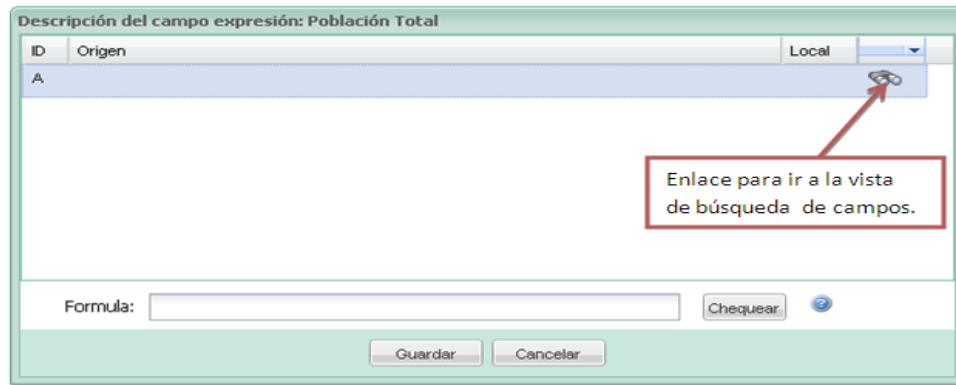 Descripción del campo expresión: Población Total
ID Origen Local
A
Enlace para ir a la vista
de búsqueda de campos.
Formula: Chequear
Guardar Cancelar